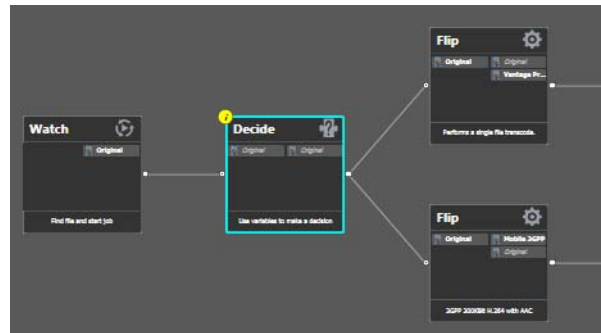 Flip
Original
Original
Vantage Pr...
Performs a single file transcode.
Watch
Original
Find file and start job
i
Decide
Original
Original
Use variables to make a decision
Flip
Original
Mobile 3GPP
Original
3GPP 300KBit H.264 with AAC